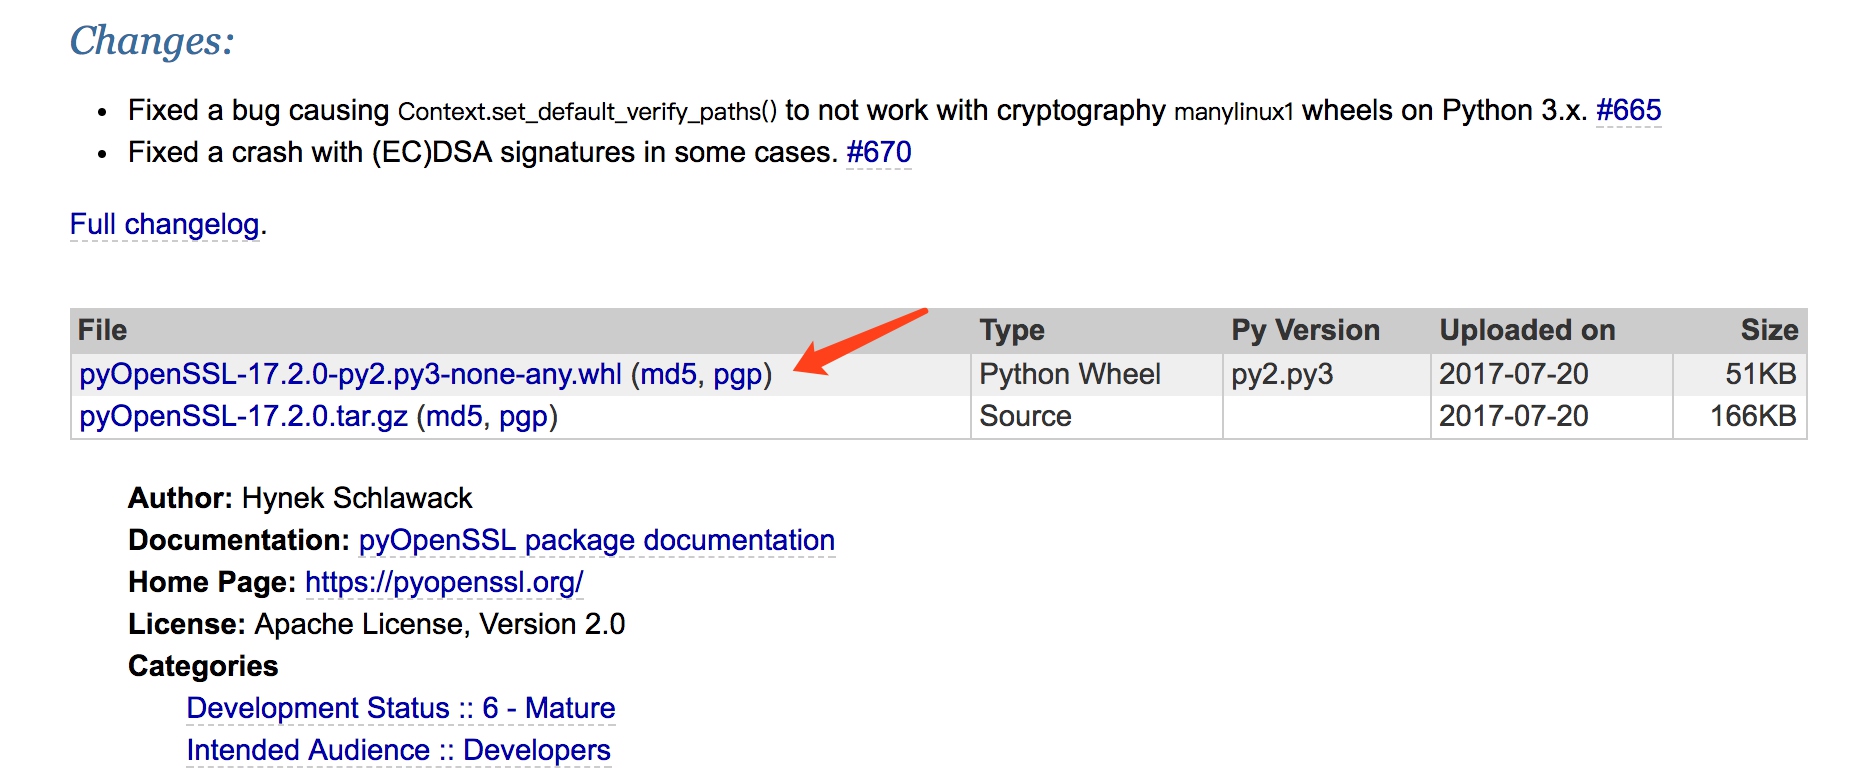 Changes:
• Fixed a bug causing Context.set_default_verify_paths() to not work with cryptography manylinux1 wheels on Python 3.x. #665
• Fixed a crash with (EC)DSA signatures in some cases. #670
Full changelog.
File Type Py Version Uploaded on Size
pyOpenSSL-17.2.0-py2.py3-none-any.whl (md5, pgp) Python Wheel py2.py3 2017-07-20 51KB
pyOpenSSL-17.2.0.tar.gz (md5, pgp) Source 2017-07-20 166KB
Author: Hynek Schlawack
Documentation: pyOpenSSL package documentation
Home Page: https://pyopenssl.org/
License: Apache License, Version 2.0
Categories
Development Status :: 6 - Mature
Intended Audience :: Developers